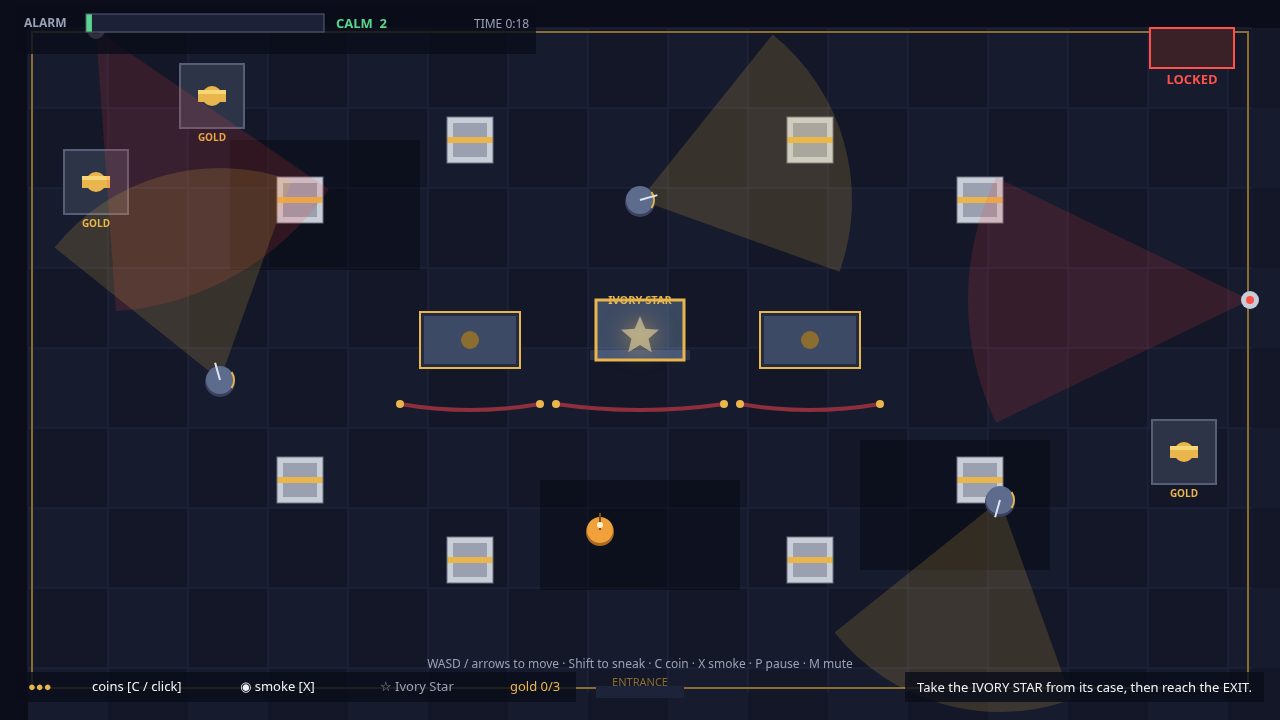 ALARM CALM 2 TIME 0:18
LOCKED
GOLD
GOLD
IVORY STAR
GOLD
WASD / arrows to move · Shift to sneak · C coin · X smoke · P pause · M mute
●●● coins [C / click] ◉ smoke [X] ☆ Ivory Star gold 0/3 ENTRANCE Take the IVORY STAR from its case, then reach the EXIT.